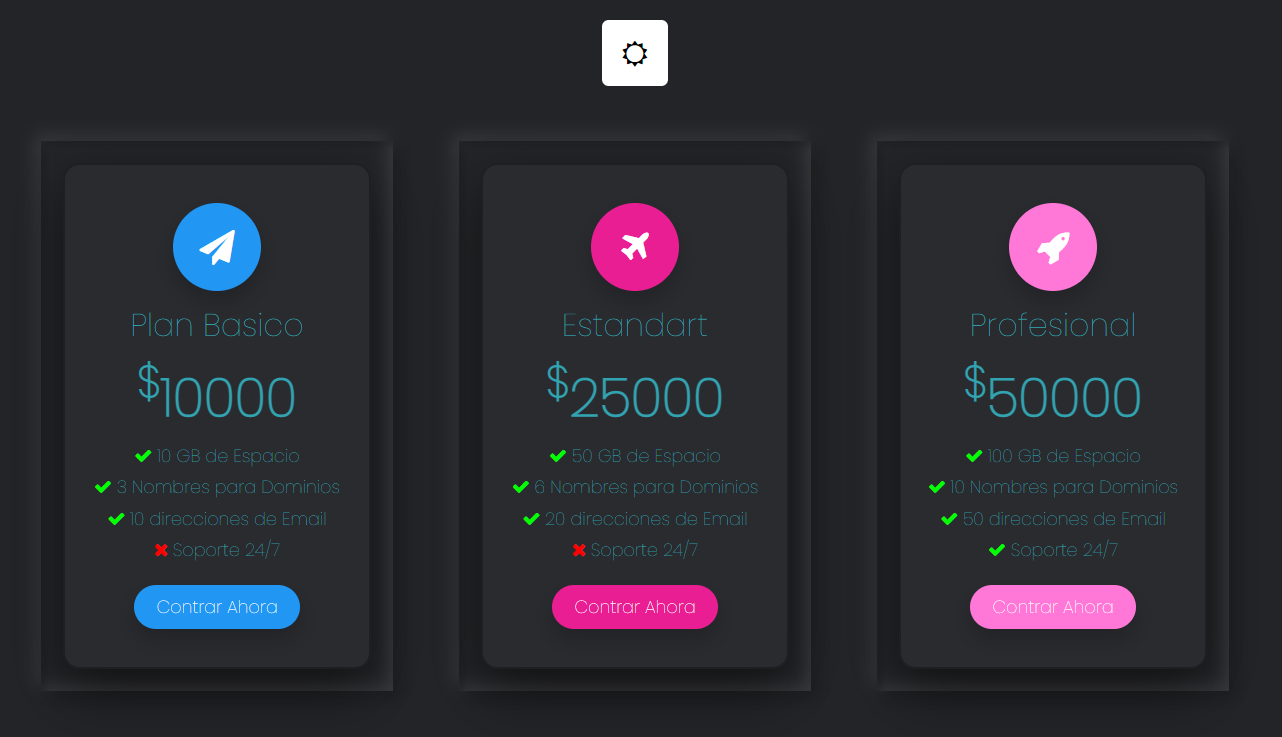 Plan Basico
$10000
10 GB de Espacio
3 Nombres para Dominios
10 direcciones de Email
Soporte 24/7
Contrar Ahora
Estandart
$25000
50 GB de Espacio
6 Nombres para Dominios
20 direcciones de Email
Soporte 24/7
Contrar Ahora
Profesional
$50000
100 GB de Espacio
10 Nombres para Dominios
50 direcciones de Email
Soporte 24/7
Contrar Ahora